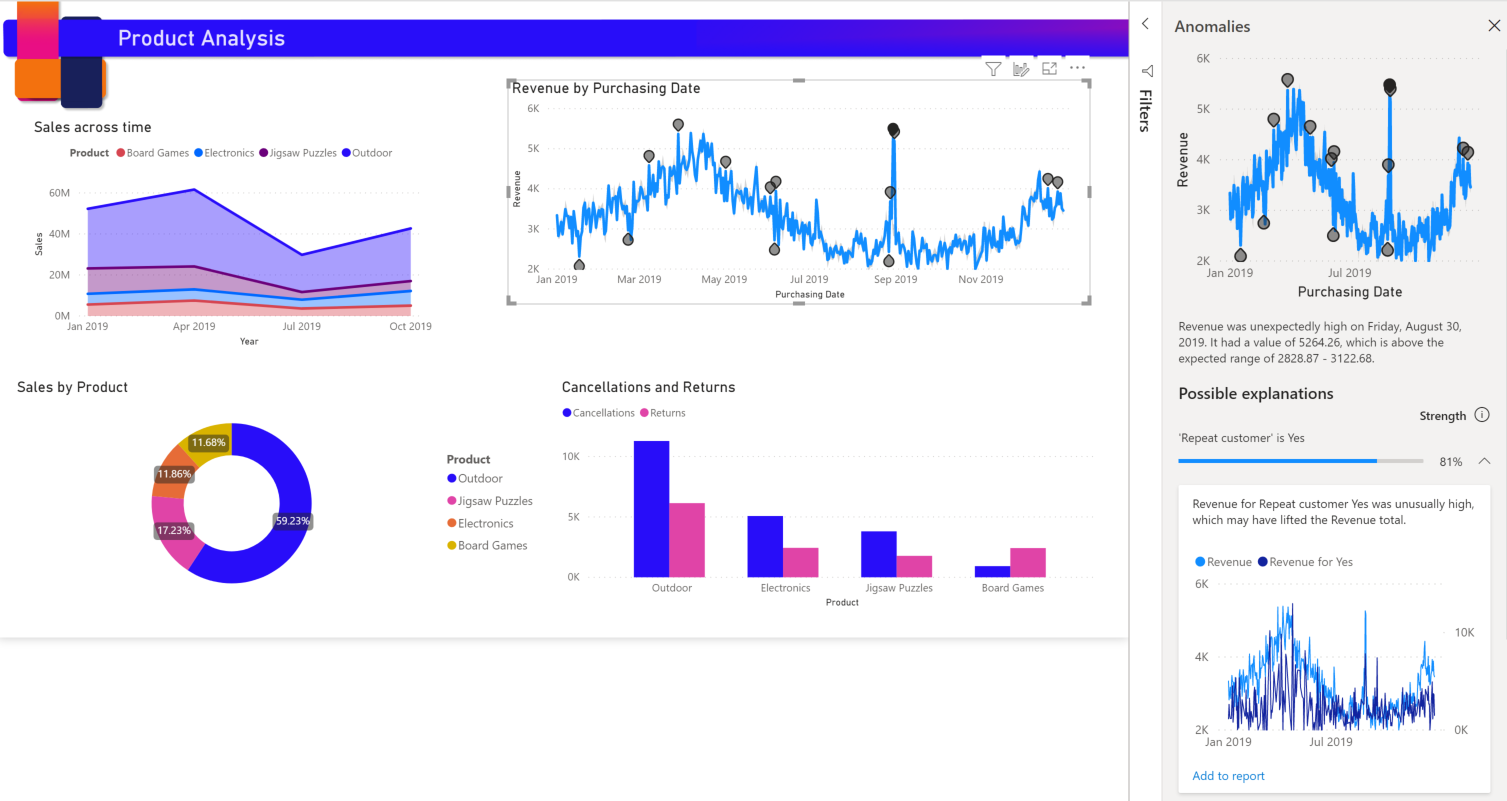 Product Analysis
Sales across time
Product Board Games Electronics Jigsaw Puzzles Outdoor
60M
40M
20M
0M
Sales
Jan 2019 Apr 2019 Jul 2019 Oct 2019
Year
Revenue by Purchasing Date
6K
5K
4K
3K
2K
Revenue
Jan 2019 Mar 2019 May 2019 Jul 2019 Sep 2019 Nov 2019
Purchasing Date
Sales by Product
11.68%
11.86%
17.23%
59.23%
Product
Outdoor
Jigsaw Puzzles
Electronics
Board Games
Cancellations and Returns
Cancellations Returns
10K
5K
0K
Outdoor Electronics Jigsaw Puzzles Board Games
Product
Filters
Anomalies
6K
5K
4K
3K
2K
Revenue
Jan 2019 Jul 2019
Purchasing Date
Revenue was unexpectedly high on Friday, August 30,
2019. It had a value of 5264.26, which is above the
expected range of 2828.87 - 3122.68.
Possible explanations
Strength
'Repeat customer' is Yes
81%
Revenue for Repeat customer Yes was unusually high,
which may have lifted the Revenue total.
Revenue Revenue for Yes
6K
4K
2K
10K
0K
Jan 2019 Jul 2019
Add to report